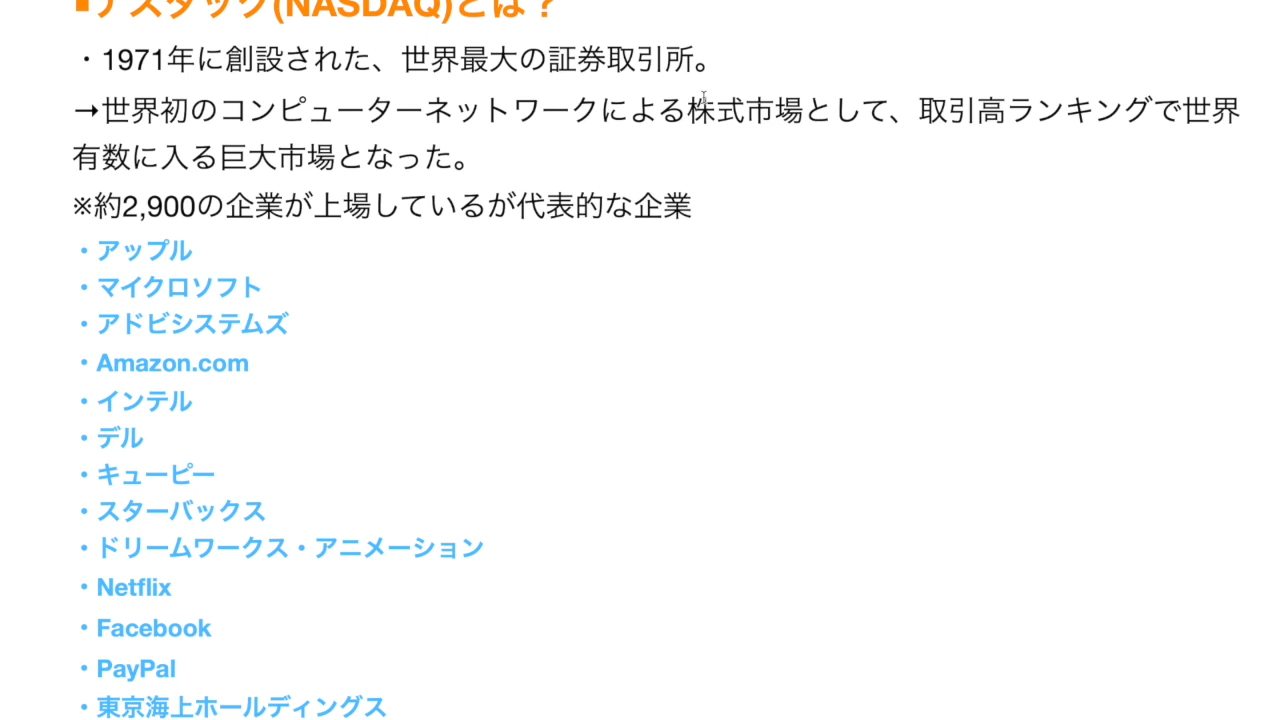 ■ナスダック(NASDAQ)とは？
・1971年に創設された、世界最大の証券取引所。
→世界初のコンピューターネットワークによる株式市場として、取引高ランキングで世界
有数に入る巨大市場となった。
※約2,900の企業が上場しているが代表的な企業
・アップル
・マイクロソフト
・アドビシステムズ
・Amazon.com
・インテル
・デル
・キューピー
・スターバックス
・ドリームワークス・アニメーション
・Netflix
・Facebook
・PayPal
・東京海上ホールディングス